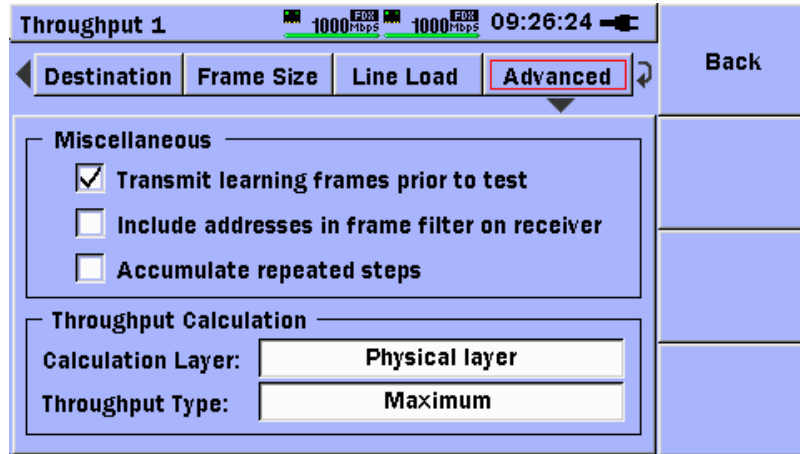 Throughput 1 1000 FDX Mbps 1000 FDX Mbps 09:26:24
Back
Destination Frame Size Line Load Advanced
Miscellaneous
Transmit learning frames prior to test
Include addresses in frame filter on receiver
Accumulate repeated steps
Throughput Calculation
Calculation Layer: Physical layer
Throughput Type: Maximum